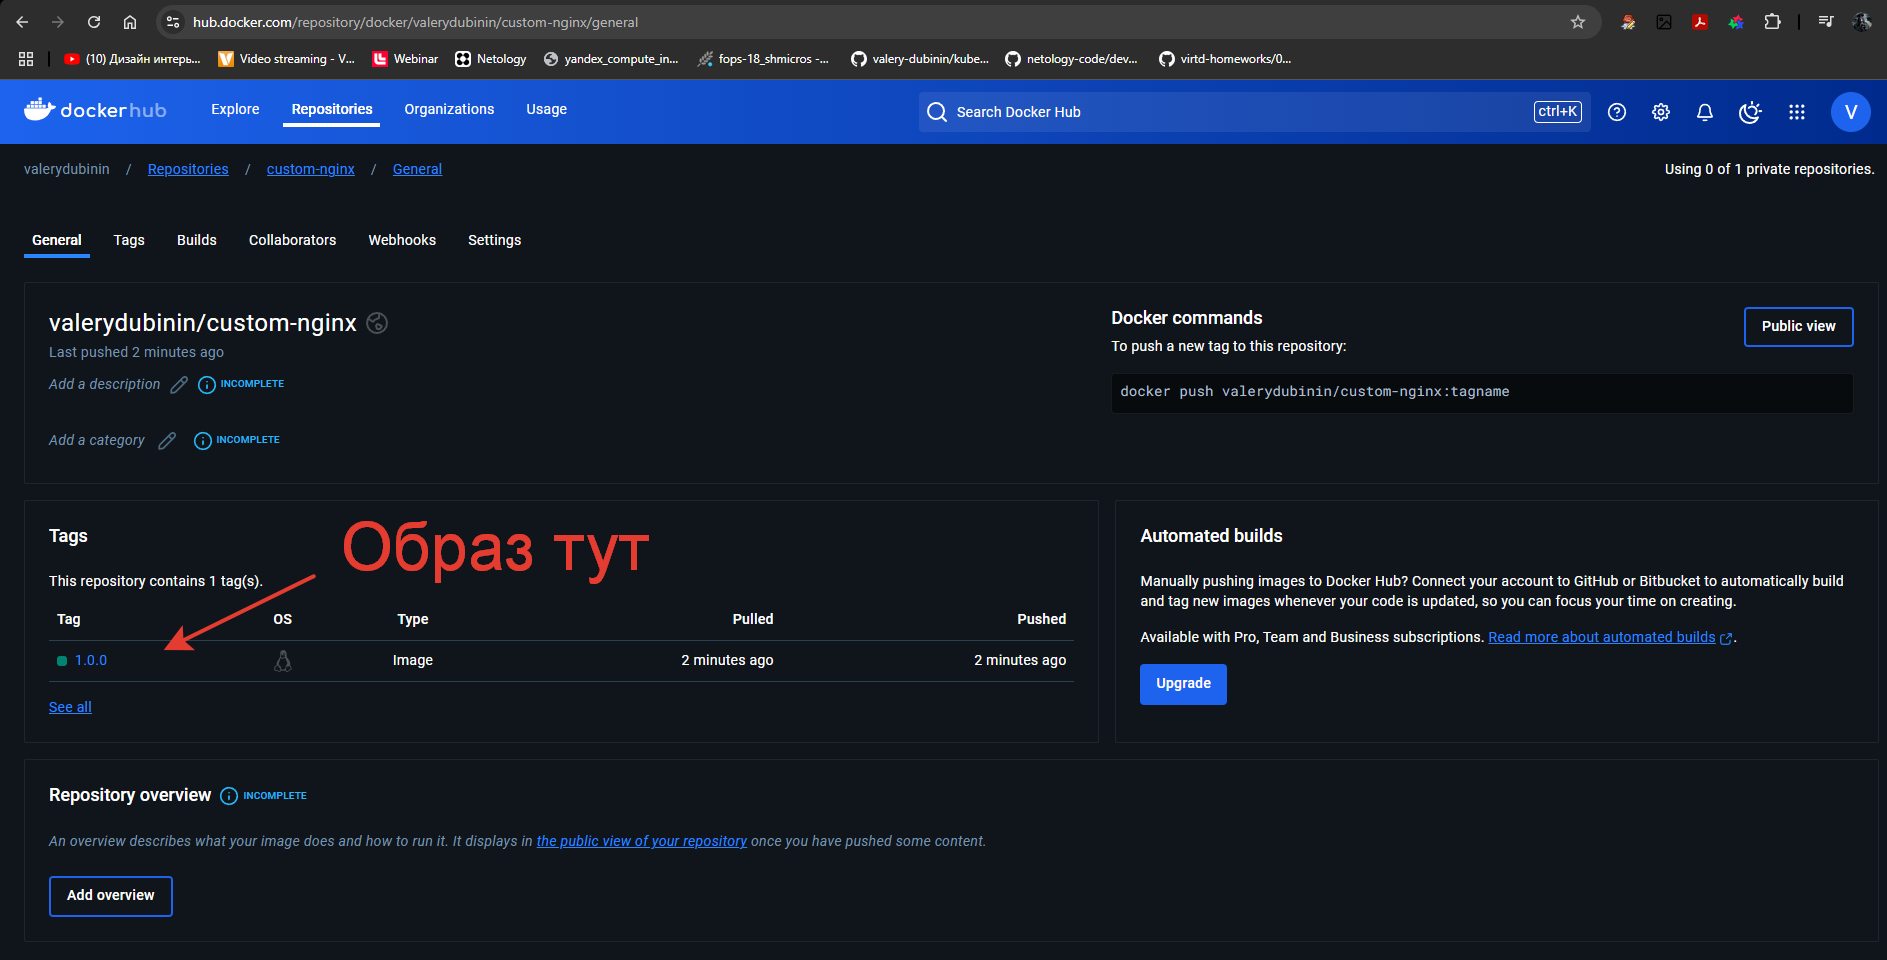 hub.docker.com/repository/docker/valerydubinin/custom-nginx/general
(10) Дизайн интерь... Video streaming - V... Webinar Netology yandex_compute_in... fops-18_shmicros -... valery-dubinin/kube... netology-code/dev... virtd-homeworks/0...
dockerhub Explore Repositories Organizations Usage Search Docker Hub ctrl+K V
valerydubinin / Repositories / custom-nginx / General Using 0 of 1 private repositories.
General Tags Builds Collaborators Webhooks Settings
valerydubinin/custom-nginx
Last pushed 2 minutes ago
Add a description INCOMPLETE
Add a category INCOMPLETE
Docker commands
Public view
To push a new tag to this repository:
docker push valerydubinin/custom-nginx:tagname
Tags
Образ тут
This repository contains 1 tag(s).
Tag OS Type Pulled Pushed
1.0.0 Image 2 minutes ago 2 minutes ago
See all
Automated builds
Manually pushing images to Docker Hub? Connect your account to GitHub or Bitbucket to automatically build
and tag new images whenever your code is updated, so you can focus your time on creating.
Available with Pro, Team and Business subscriptions. Read more about automated builds .
Upgrade
Repository overview INCOMPLETE
An overview describes what your image does and how to run it. It displays in the public view of your repository once you have pushed some content.
Add overview